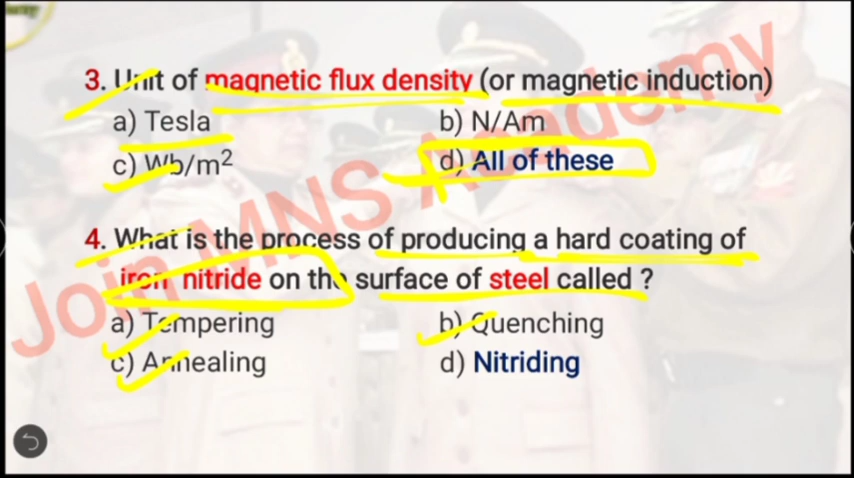 3. Unit of magnetic flux density (or magnetic induction)
a) Tesla
b) N/Am
c) Wb/m²
d) All of these
4. What is the process of producing a hard coating of
iron nitride on the surface of steel called ?
a) Tempering
b) Quenching
c) Annealing
d) Nitriding
Join MNS Academy